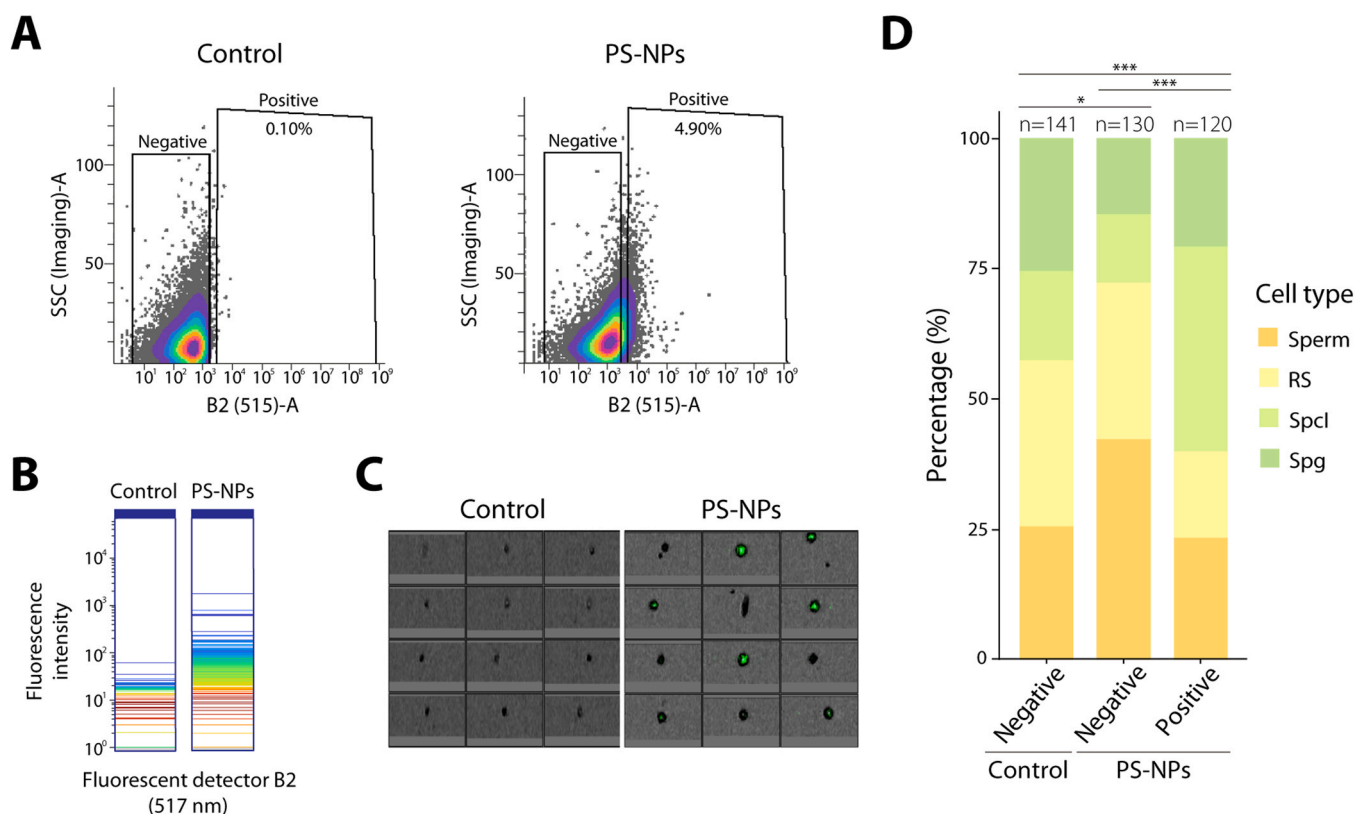 A
Control
Positive
0.10%
Negative
100
50
SSC (Imaging)-A
10¹ 10² 10³ 10⁴ 10⁵ 10⁶ 10⁷ 10⁸ 10⁹
B2 (515)-A
PS-NPs
Positive
4.90%
Negative
100
50
SSC (Imaging)-A
10¹ 10² 10³ 10⁴ 10⁵ 10⁶ 10⁷ 10⁸ 10⁹
B2 (515)-A
B
Control PS-NPs
10⁴
10³
10²
10¹
10⁰
Fluorescence
intensity
Fluorescent detector B2
(517 nm)
C
Control PS-NPs
D
***
***
*
n=141 n=130 n=120
100
75
50
25
0
Percentage (%)
Negative
Negative
Positive
Control PS-NPs
Cell type
Sperm
RS
SpcI
Spg